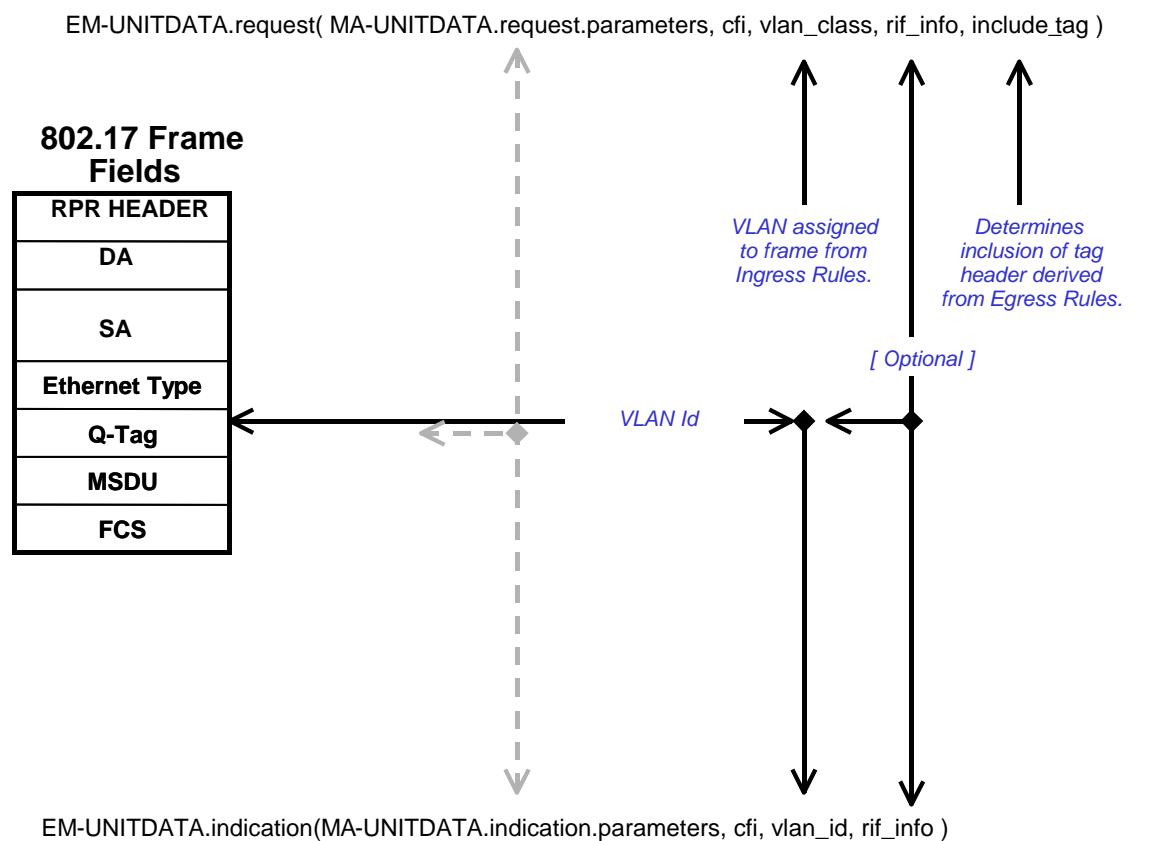 EM-UNITDATA.request( MA-UNITDATA.request.parameters, cfi, vlan_class, rif_info, include_tag )
802.17 Frame
Fields
RPR HEADER
DA
SA
Ethernet Type
Q-Tag
MSDU
FCS
VLAN assigned
to frame from
Ingress Rules.
Determines
inclusion of tag
header derived
from Egress Rules.
[ Optional ]
VLAN Id
EM-UNITDATA.indication(MA-UNITDATA.indication.parameters, cfi, vlan_id, rif_info )